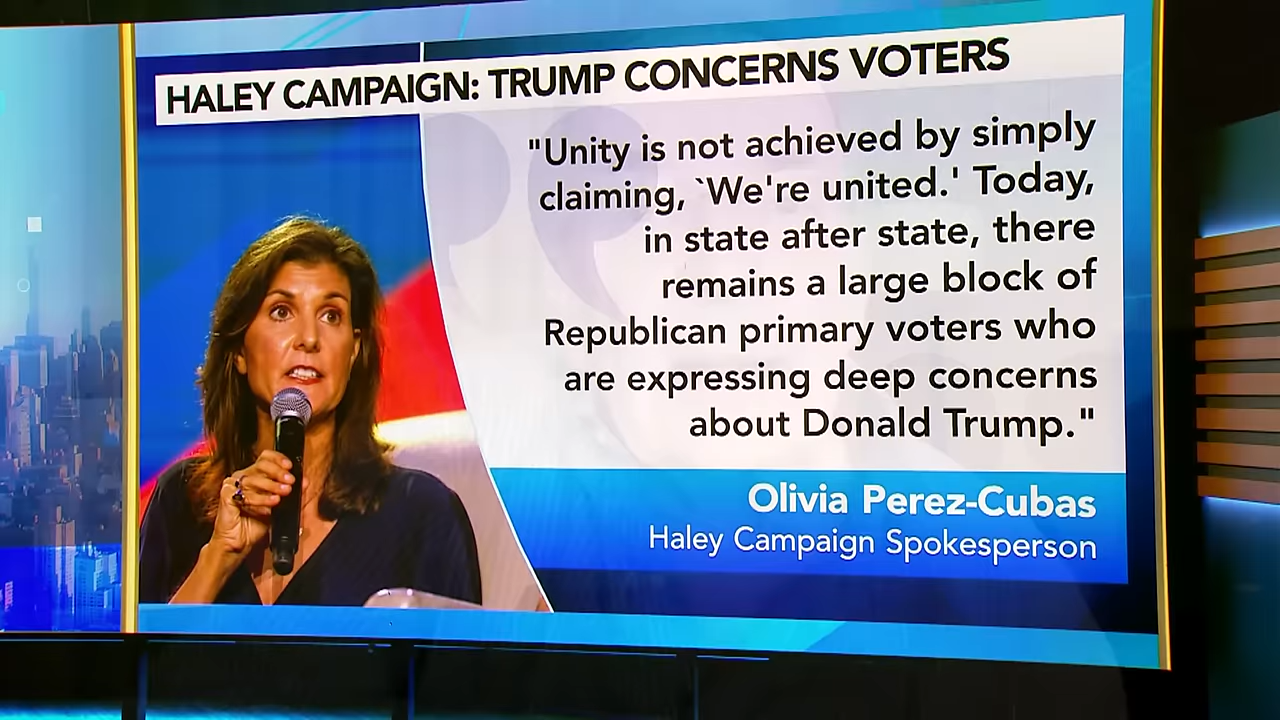 HALEY CAMPAIGN: TRUMP CONCERNS VOTERS
"Unity is not achieved by simply
claiming, `We're united.' Today,
in state after state, there
remains a large block of
Republican primary voters who
are expressing deep concerns
about Donald Trump."
Olivia Perez-Cubas
Haley Campaign Spokesperson